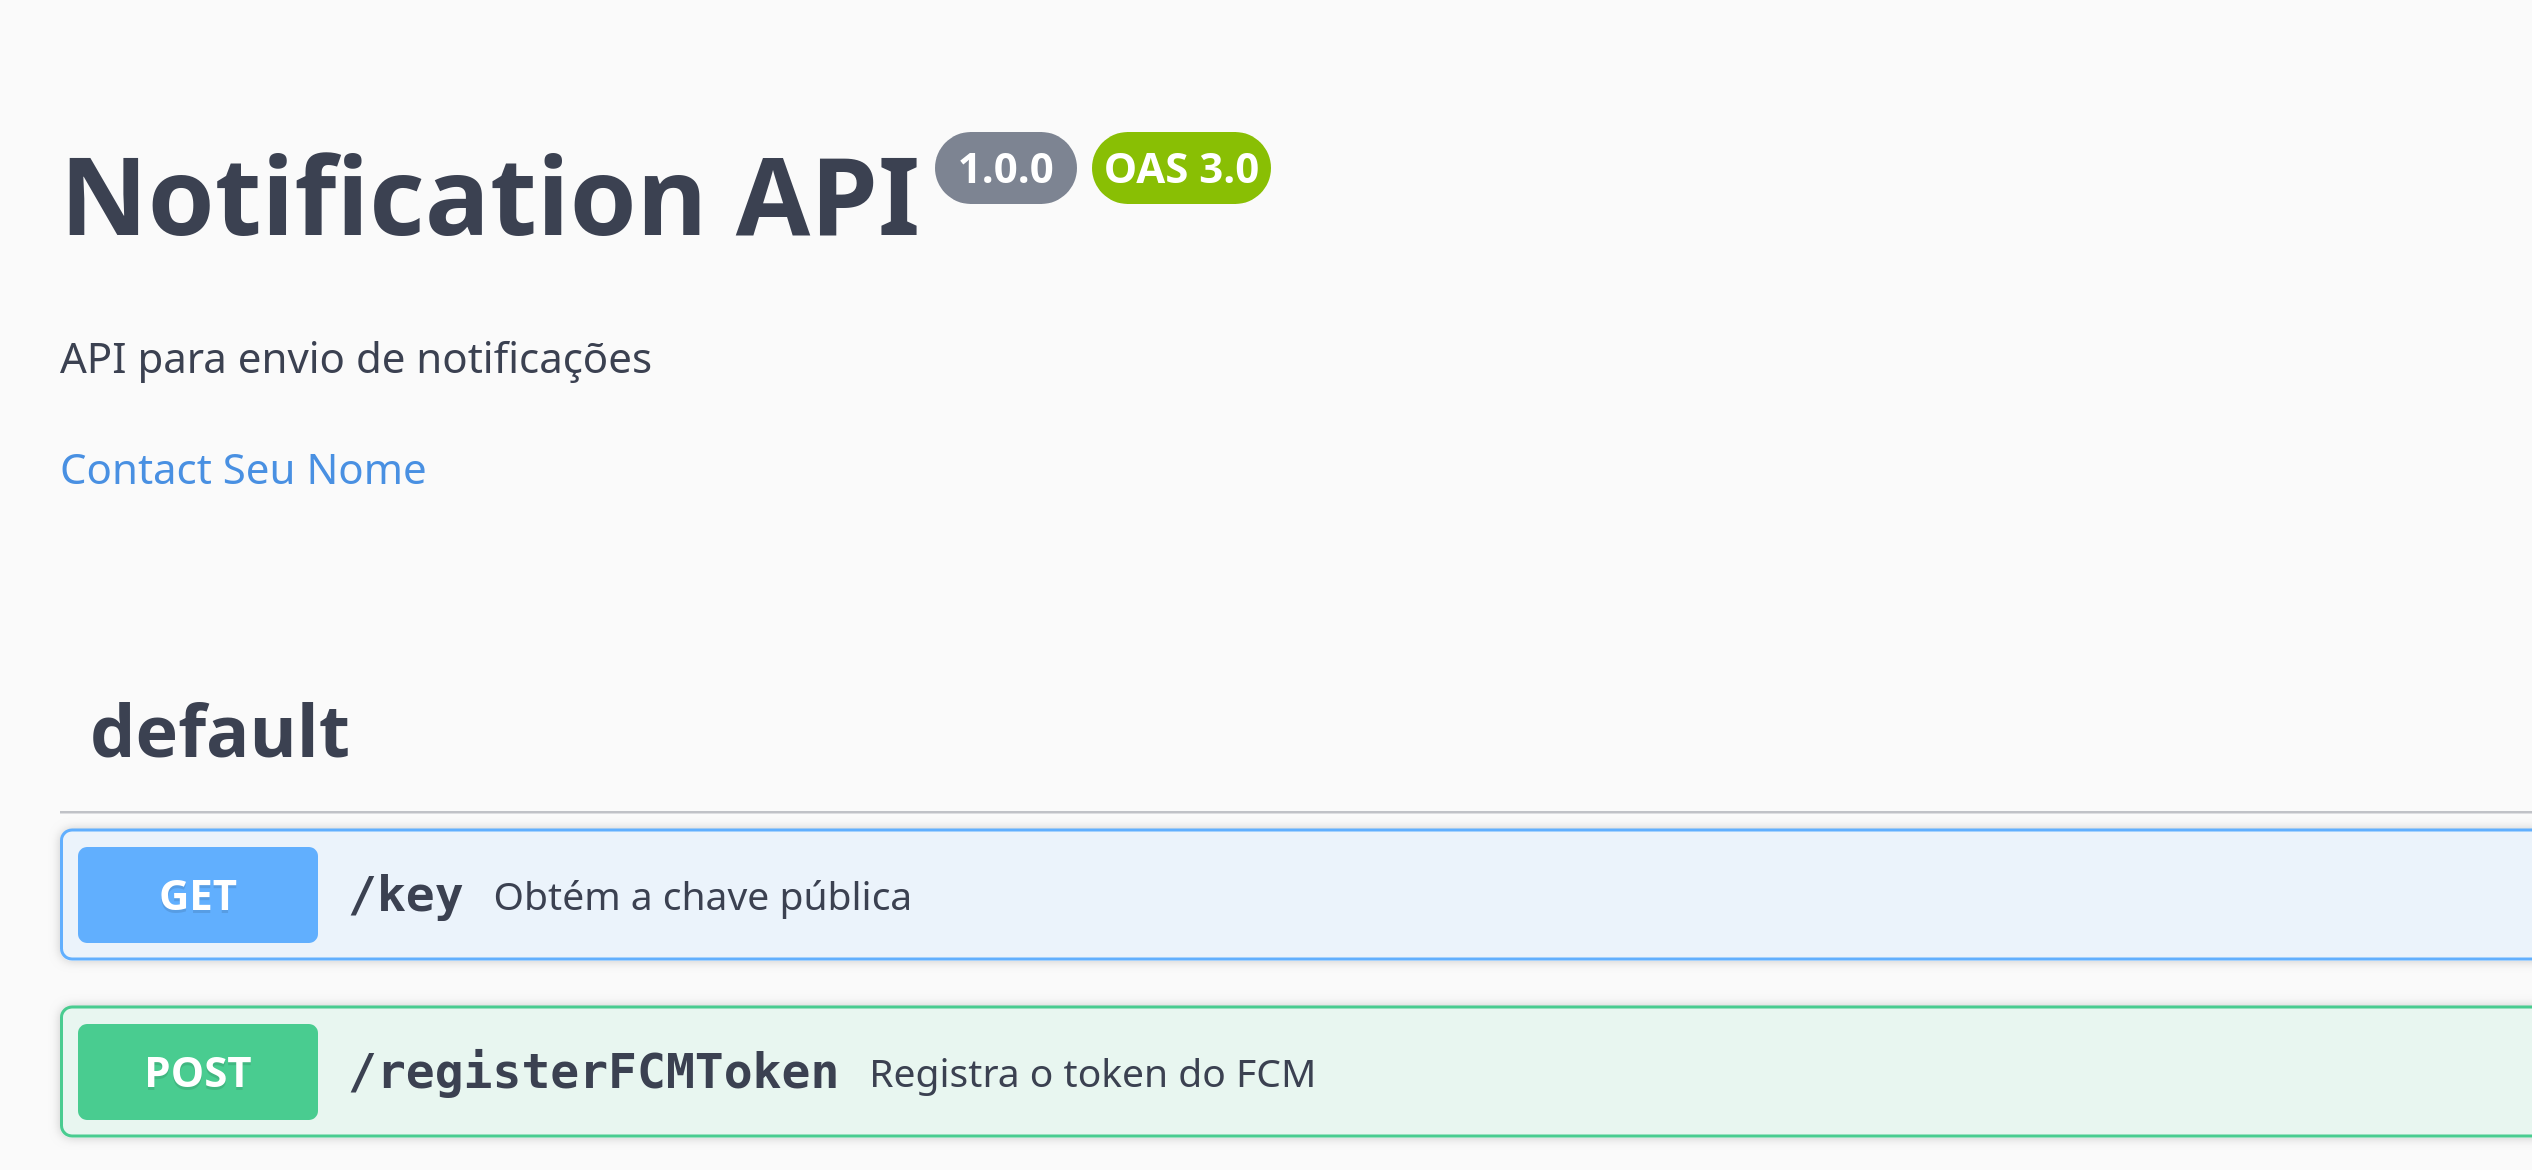 Notification API 1.0.0 OAS 3.0
API para envio de notificações
Contact Seu Nome
default
GET /key Obtém a chave pública
POST /registerFCMToken Registra o token do FCM